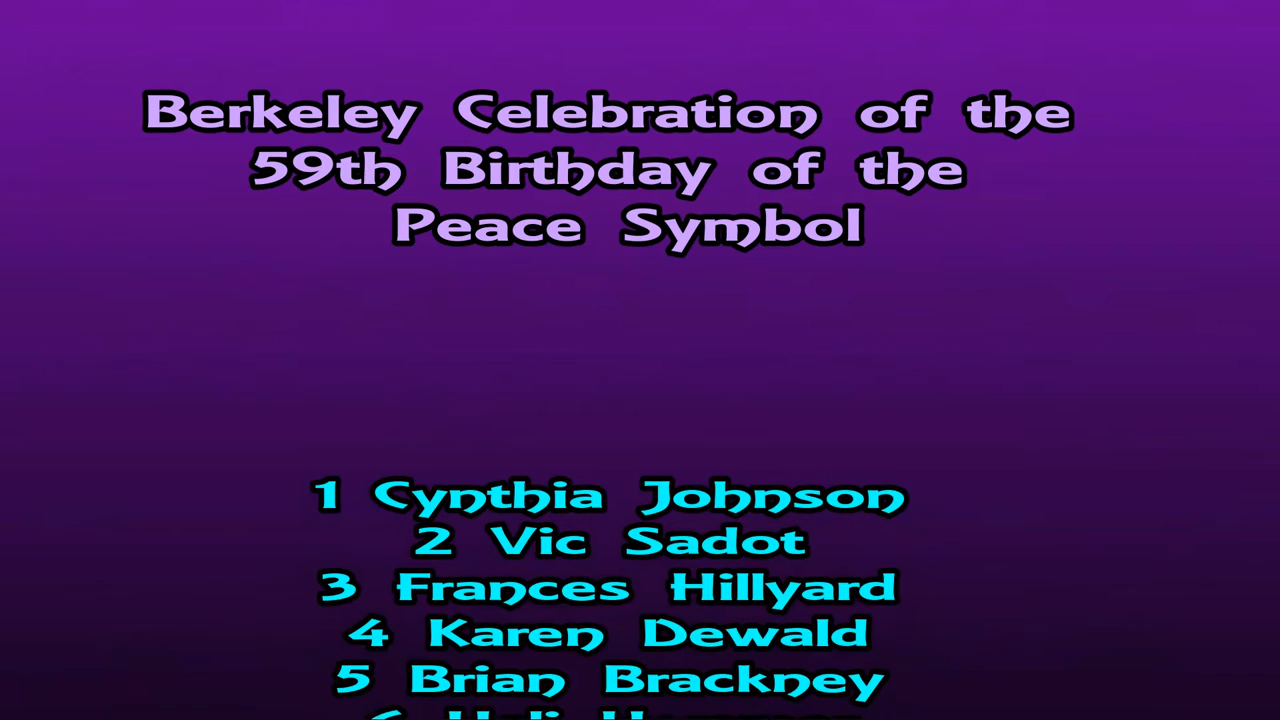 Berkeley Celebration of the
59th Birthday of the
Peace Symbol
1 Cynthia Johnson
2 Vic Sadot
3 Frances Hillyard
4 Karen Dewald
5 Brian Brackney